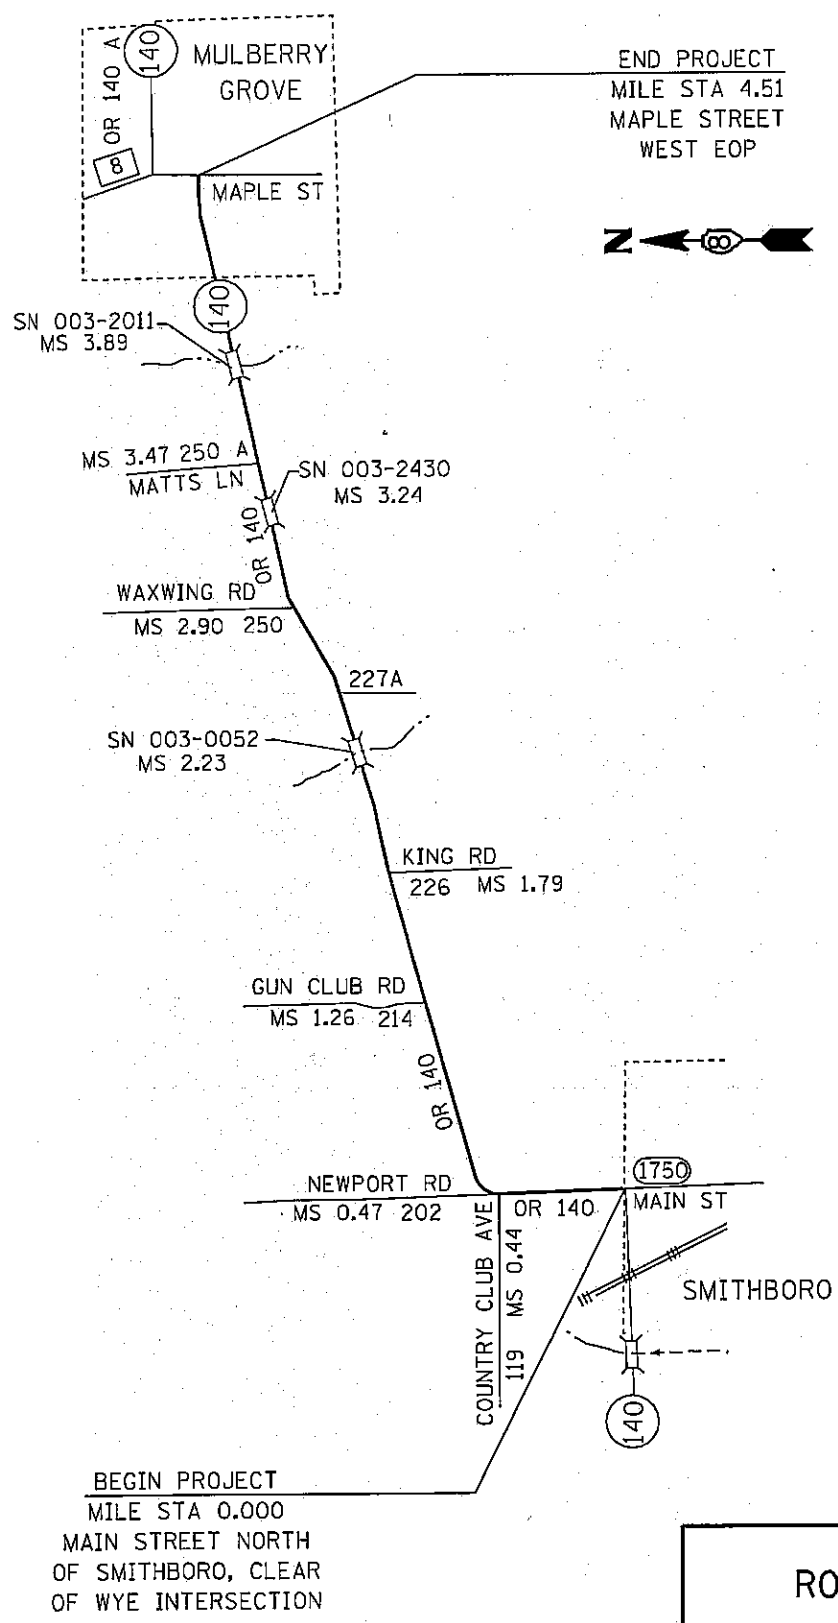 140
OR 140 A
8
MULBERRY
GROVE
END PROJECT
MILE STA 4.51
MAPLE STREET
WEST EOP
MAPLE ST
N
8
140
SN 003-2011
MS 3.89
MS 3.47 250 A
MATTS LN
SN 003-2430
MS 3.24
OR 140
WAXWING RD
MS 2.90 250
227A
SN 003-0052
MS 2.23
KING RD
226 MS 1.79
GUN CLUB RD
MS 1.26 214
OR 140
NEWPORT RD
MS 0.47 202
OR 140
1750
MAIN ST
COUNTRY CLUB AVE
119 MS 0.44
SMITHBORO
140
BEGIN PROJECT
MILE STA 0.000
MAIN STREET NORTH
OF SMITHBORO, CLEAR
OF WYE INTERSECTION
RO